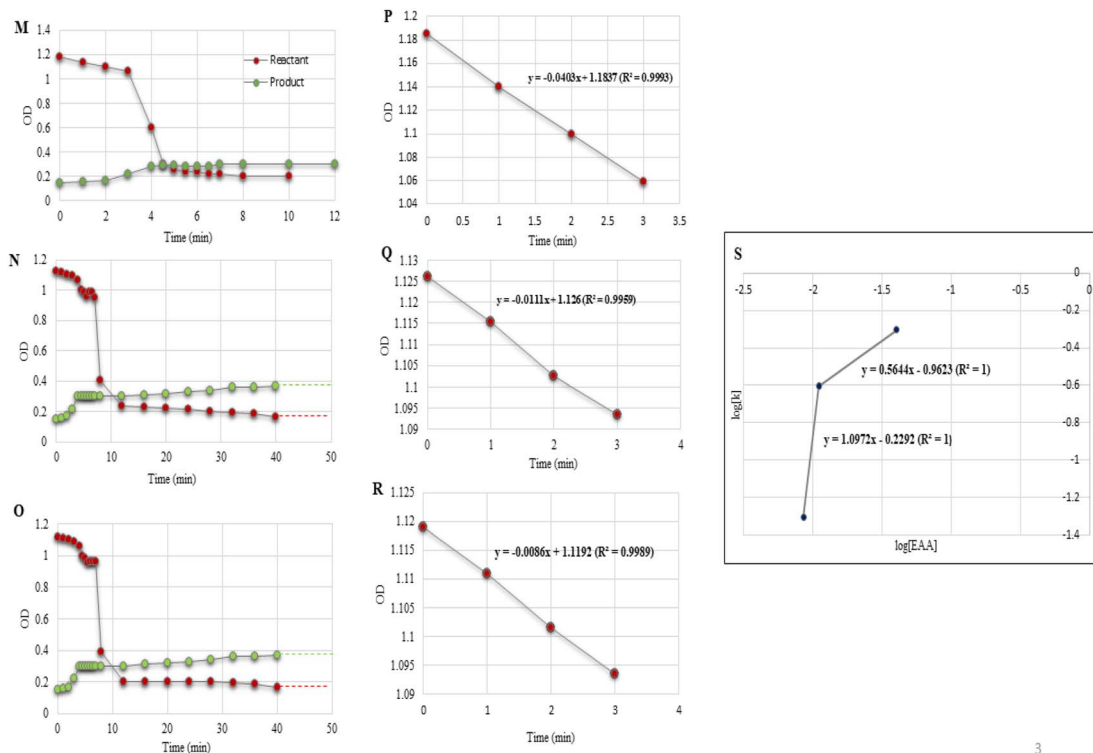 M
1.4
1.2
1
0.8
0.6
0.4
0.2
0
OD
Reactant
Product
0 2 4 6 8 10 12
Time (min)
P
1.2
1.18
1.16
1.14
1.12
1.1
1.08
1.06
1.04
OD
y = -0.0403x + 1.1837 (R² = 0.9993)
0 0.5 1 1.5 2 2.5 3 3.5
Time (min)
N
1.2
1
0.8
0.6
0.4
0.2
0
OD
0 10 20 30 40 50
Time (min)
Q
1.13
1.125
1.12
1.115
1.11
1.105
1.1
1.095
1.09
OD
y = -0.0111x + 1.126 (R² = 0.9959)
0 1 2 3 4
Time (min)
S
-2.5 -2 -1.5 -1 -0.5 0
0
-0.2
-0.4
-0.6
-0.8
-1
-1.2
-1.4
y = 0.5644x - 0.9623 (R² = 1)
log[k]
y = 1.0972x - 0.2292 (R² = 1)
log[EAA]
O
1.2
1
0.8
0.6
0.4
0.2
0
OD
0 10 20 30 40 50
Time (min)
R
1.125
1.12
1.115
1.11
1.105
1.1
1.095
1.09
OD
y = -0.0086x + 1.1192 (R² = 0.9989)
0 1 2 3 4
Time (min)
3